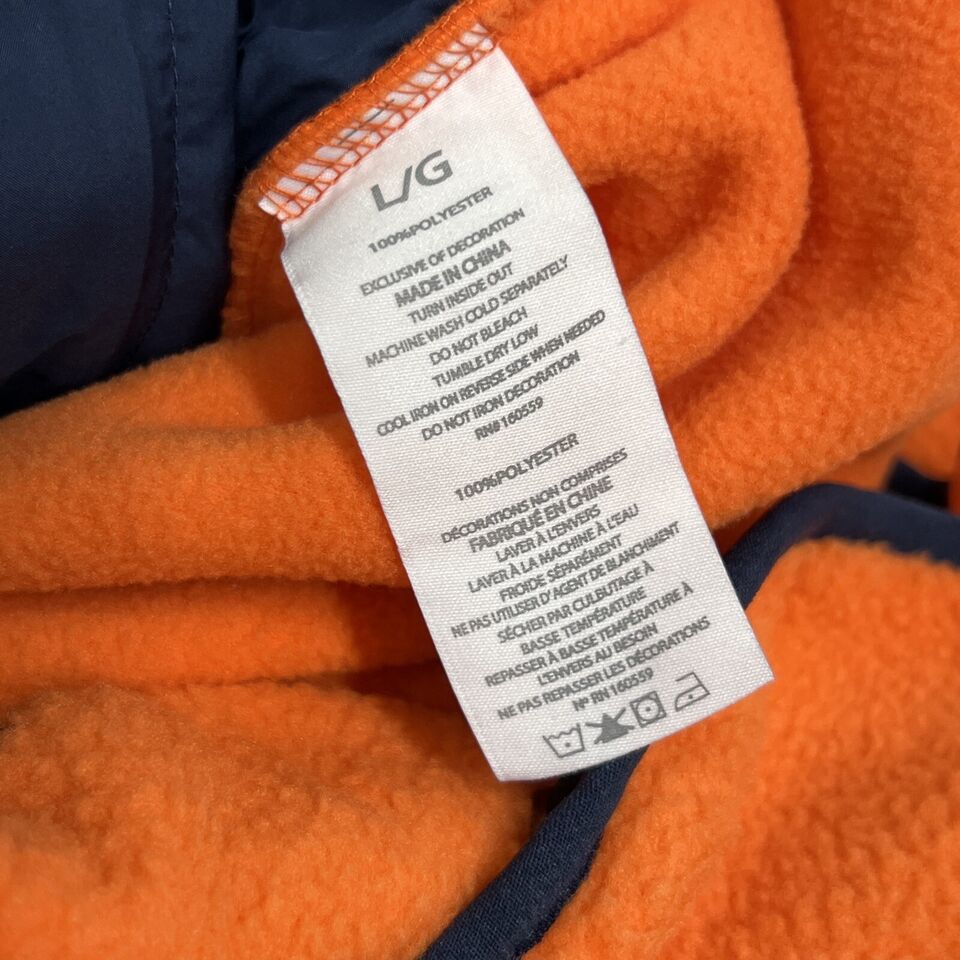 L/G
100%POLYESTER
EXCLUSIVE OF DECORATION
MADE IN CHINA
TURN INSIDE OUT
MACHINE WASH COLD SEPARATELY
DO NOT BLEACH
TUMBLE DRY LOW
COOL IRON ON REVERSE SIDE WHEN NEEDED
DO NOT IRON DECORATION
RN# 160559
100%POLYESTER
DÉCORATIONS NON COMPRISES
FABRIQUÉ EN CHINE
LAVER À L'ENVERS
LAVER À LA MACHINE À L'EAU
FROIDE SÉPARÉMENT
NE PAS UTILISER D'AGENT DE BLANCHIMENT
SÉCHER PAR CULBUTAGE À
BASSE TEMPÉRATURE
REPASSER À BASSE TEMPÉRATURE À
L'ENVERS AU BESOIN
NE PAS REPASSER LES DÉCORATIONS
N° RN 160559